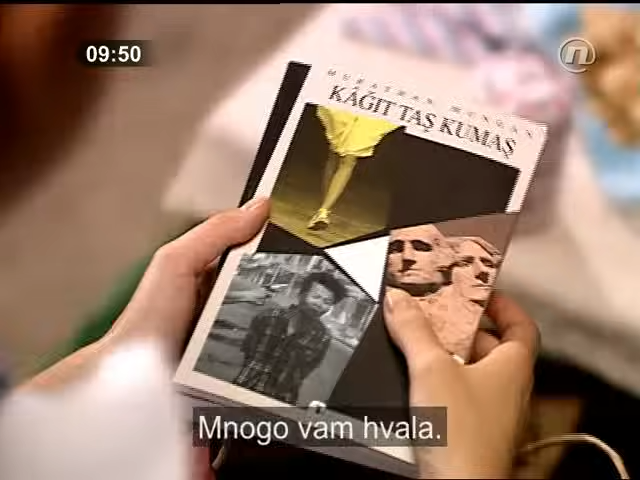 09:50
n
MURATHAN MUNGAN
KÂĞIT TAŞ KUMAŞ
Mnogo vam hvala.